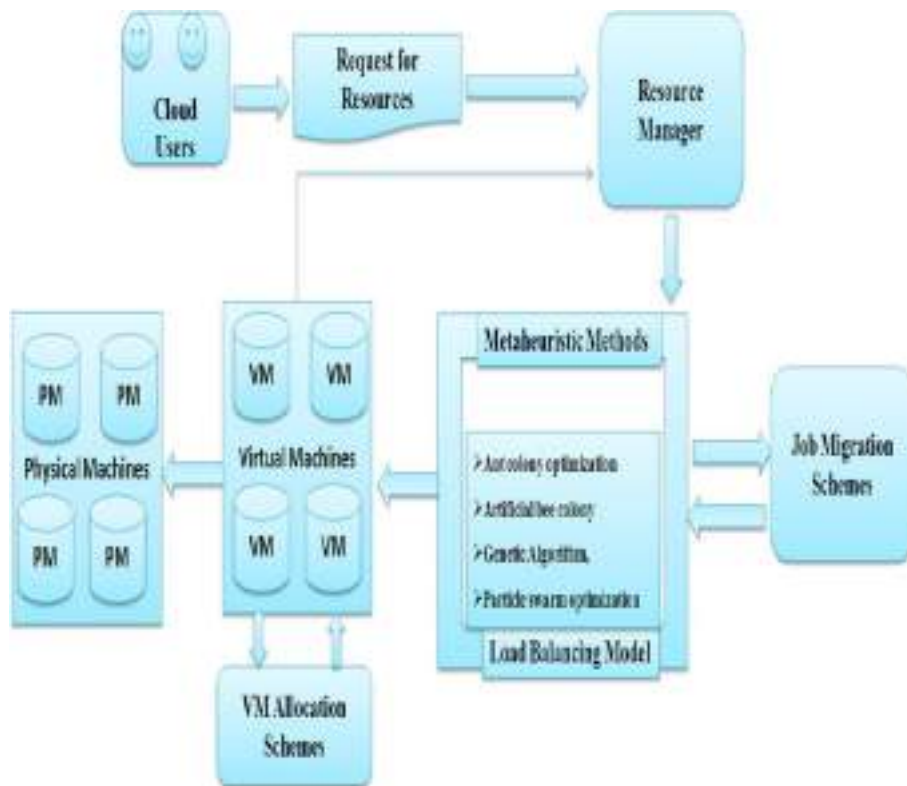 Cloud
Users
Request for
Resources
Resource
Manager
Metaheuristic Methods
➢Ant colony optimization
➢Artificial bee colony
➢Genetic Algorithm,
➢Particle swarm optimization
Load Balancing Model
Job Migration
Schemes
VM VM
Virtual Machines
VM VM
PM PM
Physical Machines
PM PM
VM Allocation
Schemes